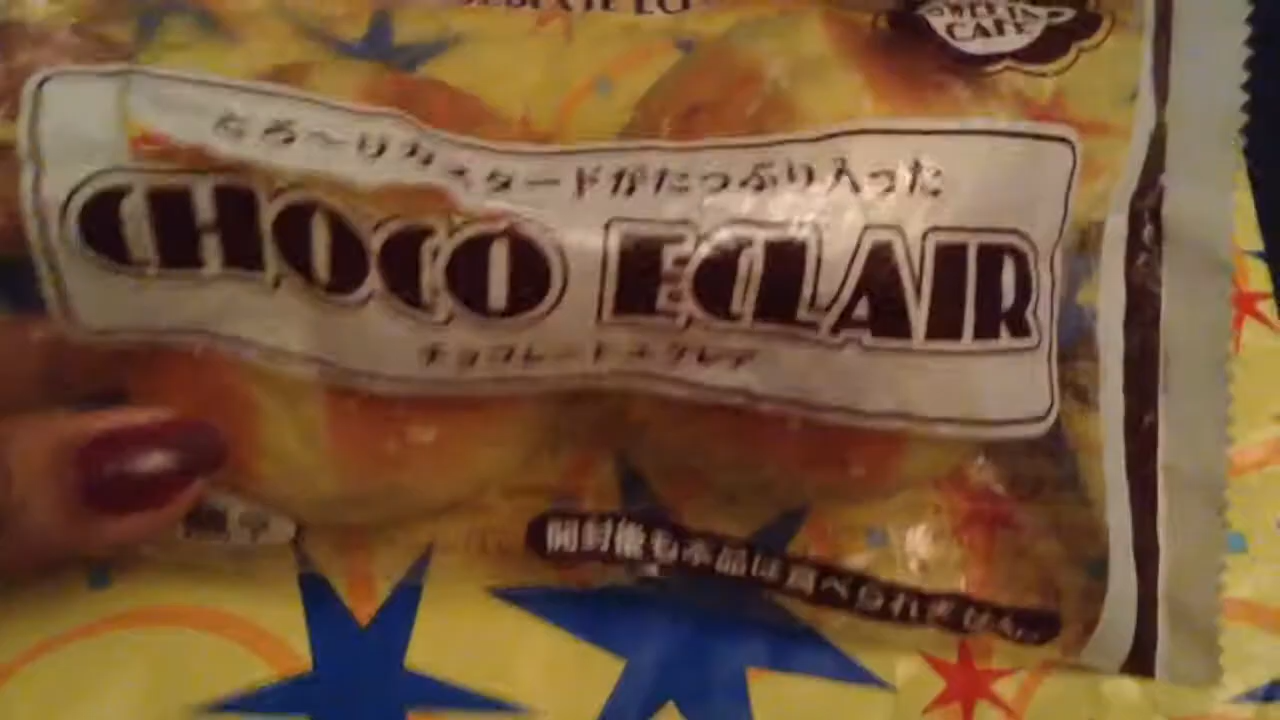 SWEETS
CAFE
とろ〜りカスタードがたっぷり入った
CHOCO ECLAIR
チョコレートエクレア
開封後も本品は食べられません。